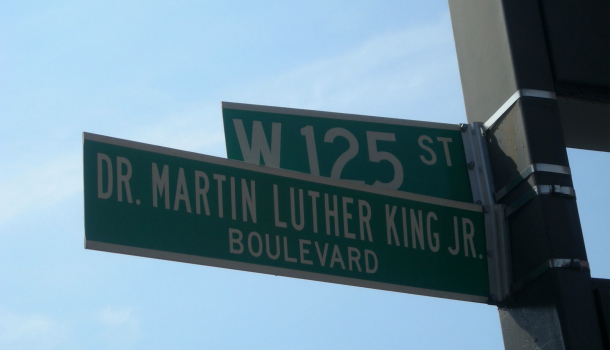 W 125 ST
DR. MARTIN LUTHER KING JR.
BOULEVARD